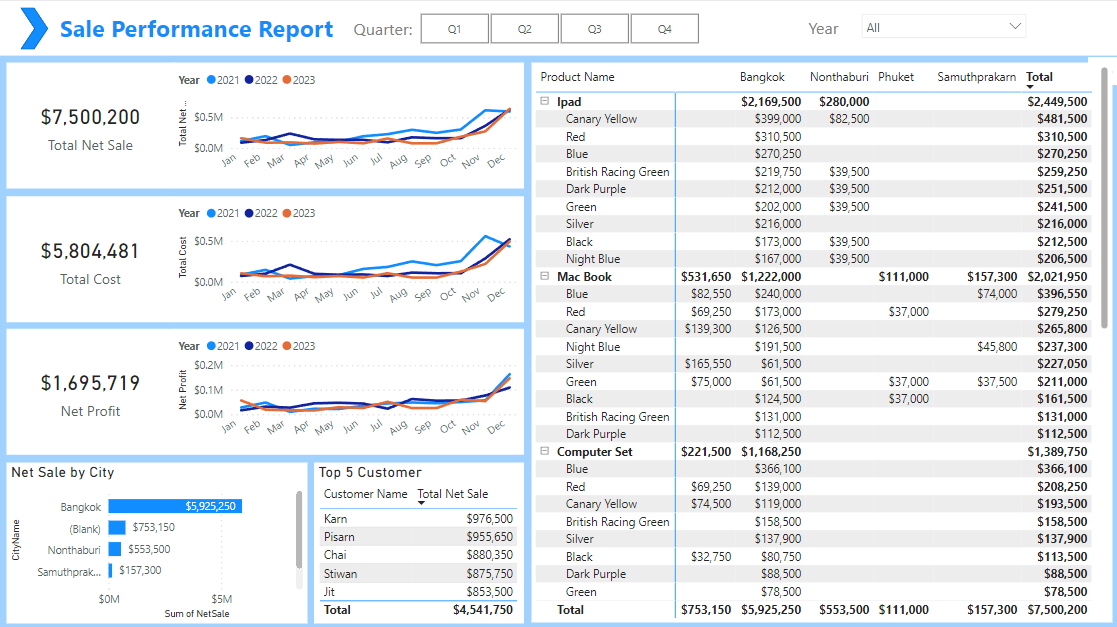 Sale Performance Report
Quarter:
Q1
Q2
Q3
Q4
Year
All
$7,500,200
Total Net Sale
Year 2021 2022 2023
Total Net ...
$0.5M
$0.0M
Jan Feb Mar Apr May Jun Jul Aug Sep Oct Nov Dec
$5,804,481
Total Cost
Year 2021 2022 2023
Total Cost
$0.5M
$0.0M
Jan Feb Mar Apr May Jun Jul Aug Sep Oct Nov Dec
$1,695,719
Net Profit
Year 2021 2022 2023
Net Profit
$0.2M
$0.1M
$0.0M
Jan Feb Mar Apr May Jun Jul Aug Sep Oct Nov Dec
Net Sale by City
CityName
Bangkok $5,925,250
(Blank) $753,150
Nonthaburi $553,500
Samuthprak... $157,300
$0M $5M
Sum of NetSale
Top 5 Customer
Customer Name Total Net Sale
Karn $976,500
Pisarn $955,650
Chai $880,350
Stiwan $875,750
Jit $853,500
Total $4,541,750
Product Name Bangkok Nonthaburi Phuket Samuthprakarn Total
Ipad $2,169,500 $280,000 $2,449,500
Canary Yellow $399,000 $82,500 $481,500
Red $310,500 $310,500
Blue $270,250 $270,250
British Racing Green $219,750 $39,500 $259,250
Dark Purple $212,000 $39,500 $251,500
Green $202,000 $39,500 $241,500
Silver $216,000 $216,000
Black $173,000 $39,500 $212,500
Night Blue $167,000 $39,500 $206,500
Mac Book $531,650 $1,222,000 $111,000 $157,300 $2,021,950
Blue $82,550 $240,000 $74,000 $396,550
Red $69,250 $173,000 $37,000 $279,250
Canary Yellow $139,300 $126,500 $265,800
Night Blue $191,500 $45,800 $237,300
Silver $165,550 $61,500 $227,050
Green $75,000 $61,500 $37,000 $37,500 $211,000
Black $124,500 $37,000 $161,500
British Racing Green $131,000 $131,000
Dark Purple $112,500 $112,500
Computer Set $221,500 $1,168,250 $1,389,750
Blue $366,100 $366,100
Red $69,250 $139,000 $208,250
Canary Yellow $74,500 $119,000 $193,500
British Racing Green $158,500 $158,500
Silver $137,900 $137,900
Black $32,750 $80,750 $113,500
Dark Purple $88,500 $88,500
Green $78,500 $78,500
Total $753,150 $5,925,250 $553,500 $111,000 $157,300 $7,500,200